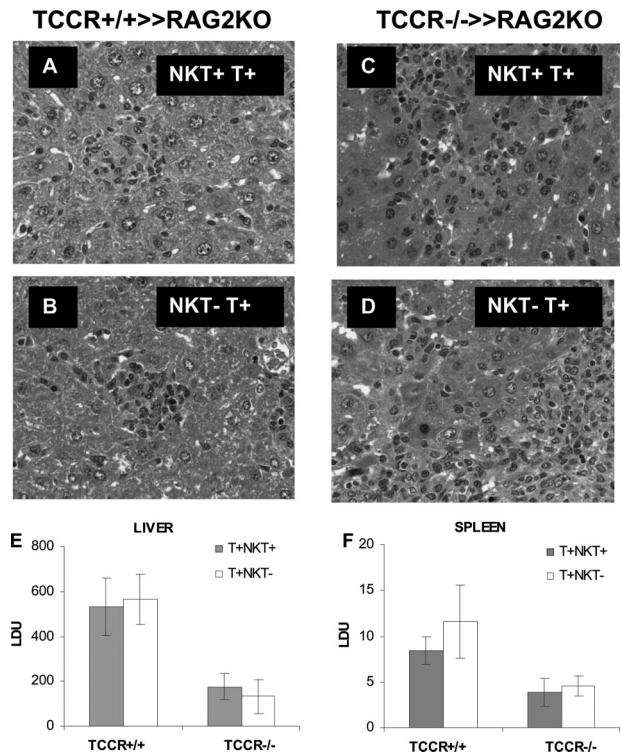 TCCR+/+>>RAG2KO
TCCR-/->>RAG2KO
A
NKT+ T+
C
NKT+ T+
B
NKT- T+
D
NKT- T+
E
LIVER
800
600
400
200
0
LDU
T+NKT+
T+NKT-
TCCR+/+
TCCR-/-
F
SPLEEN
20
15
10
5
0
LDU
T+NKT+
T+NKT-
TCCR+/+
TCCR-/-